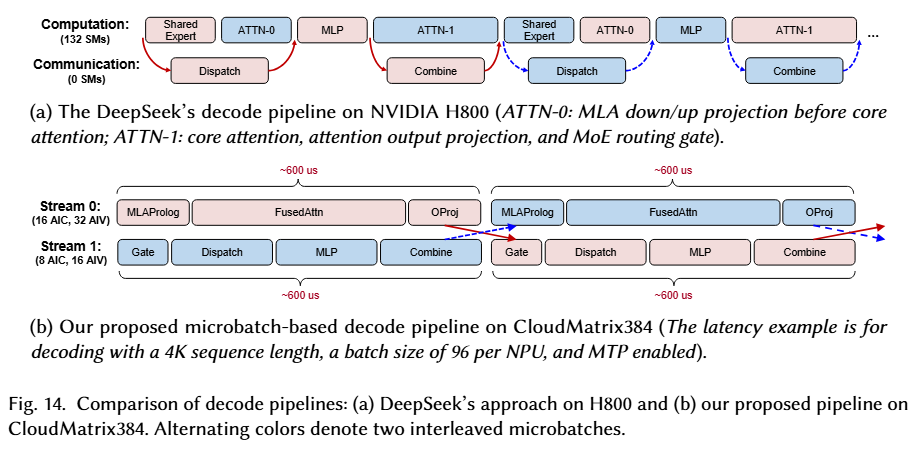 Computation:
(132 SMs)
Shared Expert
ATTN-0
MLP
ATTN-1
Shared Expert
ATTN-0
MLP
ATTN-1
...
Communication:
(0 SMs)
Dispatch
Combine
Dispatch
Combine
(a) The DeepSeek's decode pipeline on NVIDIA H800 (ATTN-0: MLA down/up projection before core
attention; ATTN-1: core attention, attention output projection, and MoE routing gate).
~600 us
~600 us
Stream 0:
(16 AIC, 32 AIV)
MLAProlog
FusedAttn
OProj
MLAProlog
FusedAttn
OProj
Stream 1:
(8 AIC, 16 AIV)
Gate
Dispatch
MLP
Combine
Gate
Dispatch
MLP
Combine
~600 us
~600 us
(b) Our proposed microbatch-based decode pipeline on CloudMatrix384 (The latency example is for
decoding with a 4K sequence length, a batch size of 96 per NPU, and MTP enabled).
Fig. 14. Comparison of decode pipelines: (a) DeepSeek's approach on H800 and (b) our proposed pipeline on
CloudMatrix384. Alternating colors denote two interleaved microbatches.